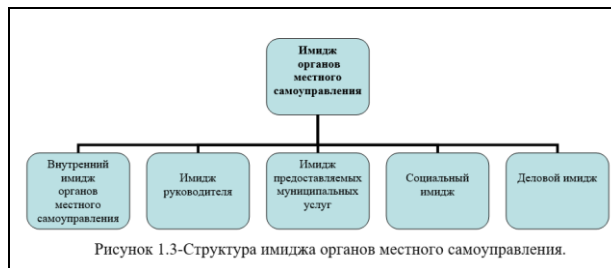 Имидж
органов
местного
самоуправления
Внутренний
имидж
органов
местного
самоуправления
Имидж
руководителя
Имидж
предоставляемых
муниципальных
услуг
Социальный
имидж
Деловой имидж
Рисунок 1.3-Структура имиджа органов местного самоуправления.